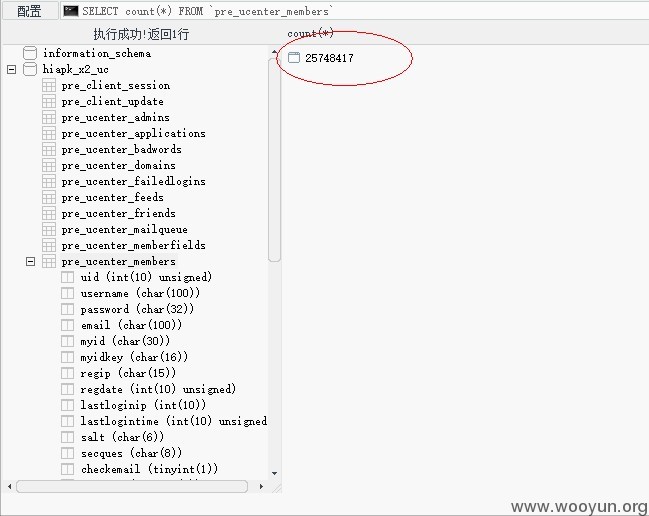 配置
SELECT count(*) FROM `pre_ucenter_members`
执行成功!返回1行
count(*)
25748417
information_schema
hiapk_x2_uc
pre_client_session
pre_client_update
pre_ucenter_admins
pre_ucenter_applications
pre_ucenter_badwords
pre_ucenter_domains
pre_ucenter_failedlogins
pre_ucenter_feeds
pre_ucenter_friends
pre_ucenter_mailqueue
pre_ucenter_memberfields
pre_ucenter_members
uid (int(10) unsigned)
username (char(100))
password (char(32))
email (char(100))
myid (char(30))
myidkey (char(16))
regip (char(15))
regdate (int(10) unsigned)
lastloginip (int(10))
lastlogintime (int(10) unsigned
salt (char(6))
secques (char(8))
checkemail (tinyint(1))
www.wooyun.org